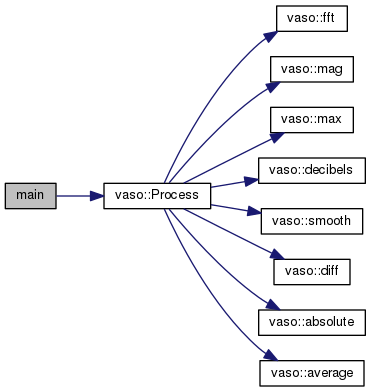 main
vaso::Process
vaso::fft
vaso::mag
vaso::max
vaso::decibels
vaso::smooth
vaso::diff
vaso::absolute
vaso::average